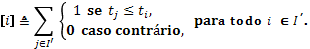 [i] ≜ ∑_{j∈I'} { 1 se t_j ≤ t_i, 0 caso contrário, para todo i ∈ I'.